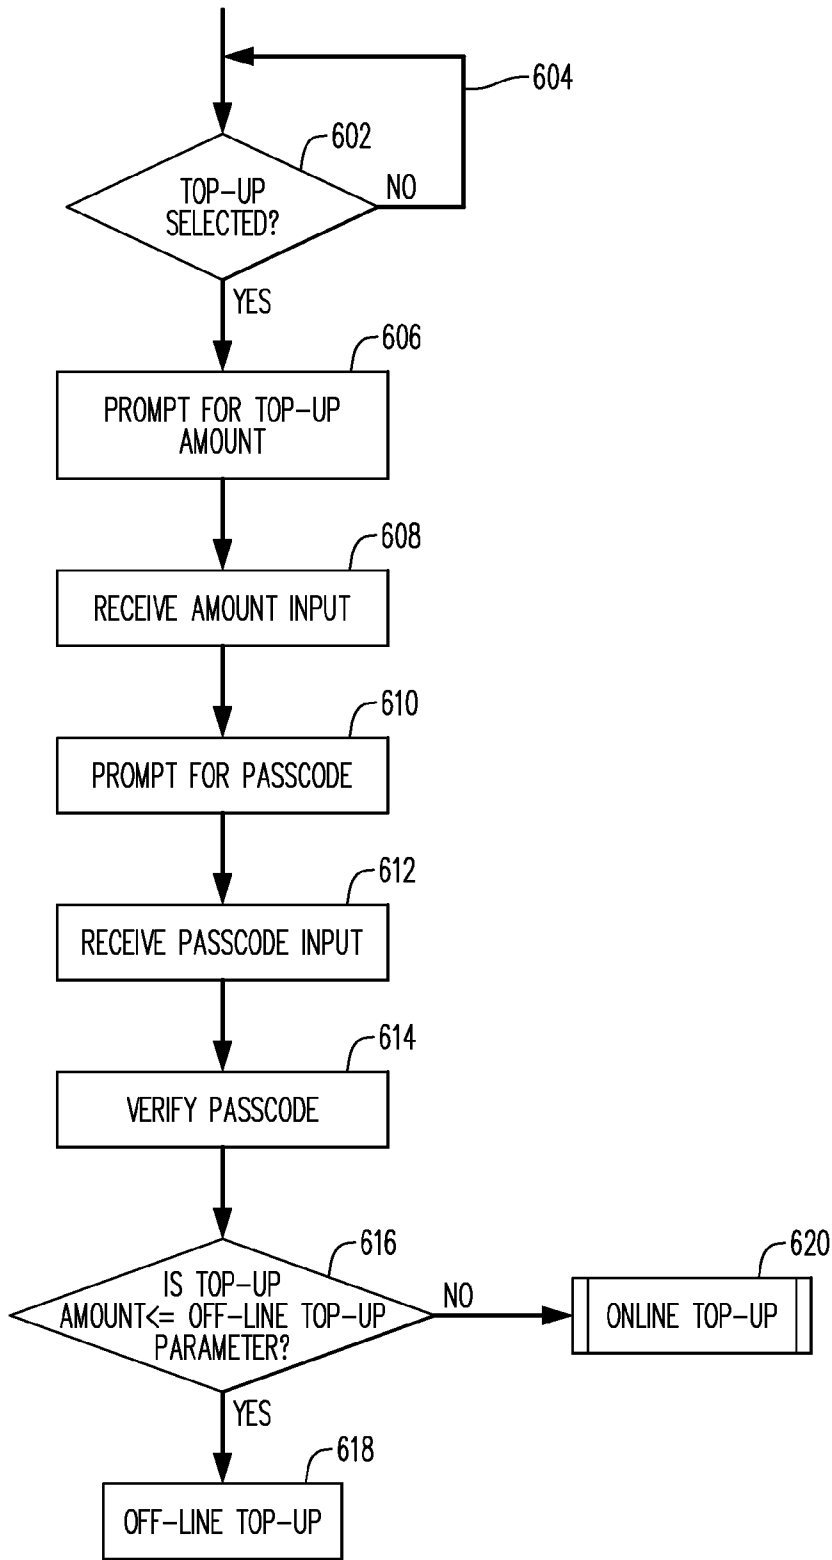 604
602
TOP-UP
SELECTED?
NO
YES
606
PROMPT FOR TOP-UP
AMOUNT
608
RECEIVE AMOUNT INPUT
610
PROMPT FOR PASSCODE
612
RECEIVE PASSCODE INPUT
614
VERIFY PASSCODE
616
IS TOP-UP
AMOUNT<= OFF-LINE TOP-UP
PARAMETER?
NO
620
ONLINE TOP-UP
YES
618
OFF-LINE TOP-UP